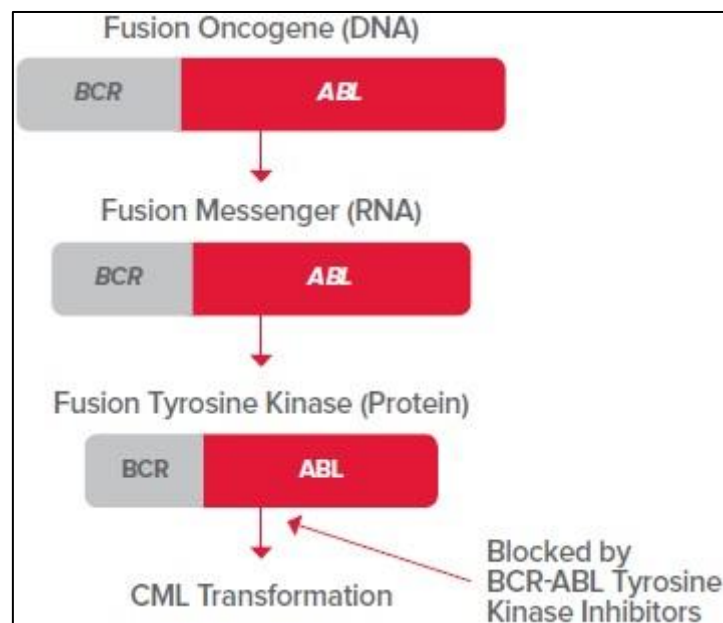 Fusion Oncogene (DNA)
BCR ABL
Fusion Messenger (RNA)
BCR ABL
Fusion Tyrosine Kinase (Protein)
BCR ABL
CML Transformation
Blocked by
BCR-ABL Tyrosine
Kinase Inhibitors